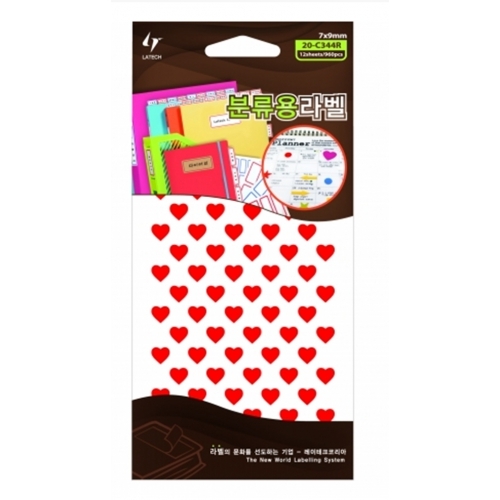 LATECH
7x9mm
20-C344R
12sheets/960pcs
분류용라벨
Planner
라벨의 문화를 선도하는 기업 - 레이테크코리아
The New World Labelling System